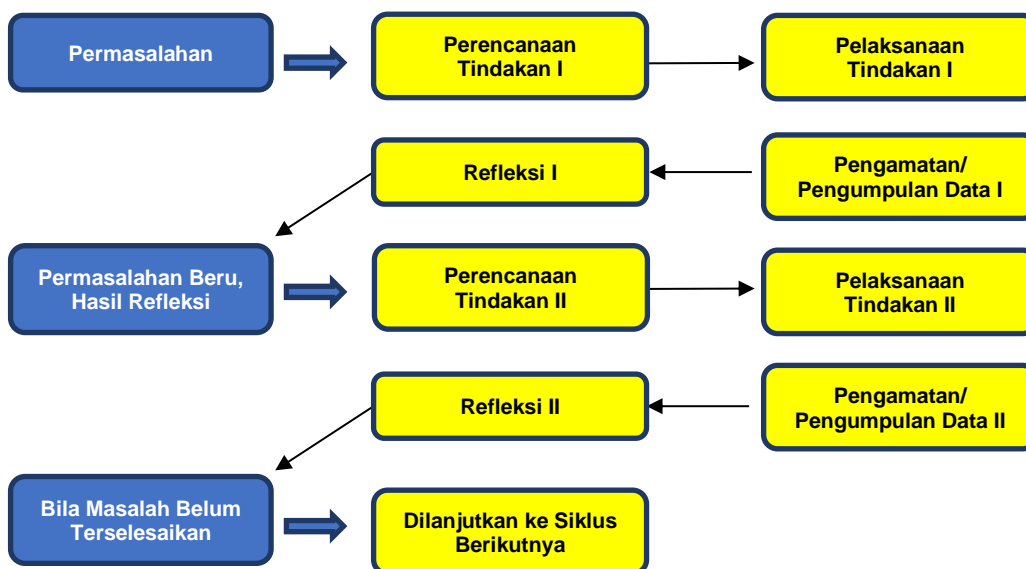 Permasalahan
Perencanaan
Tindakan I
Pelaksanaan
Tindakan I
Refleksi I
Pengamatan/
Pengumpulan Data I
Permasalahan Beru,
Hasil Refleksi
Perencanaan
Tindakan II
Pelaksanaan
Tindakan II
Refleksi II
Pengamatan/
Pengumpulan Data II
Bila Masalah Belum
Terselesaikan
Dilanjutkan ke Siklus
Berikutnya